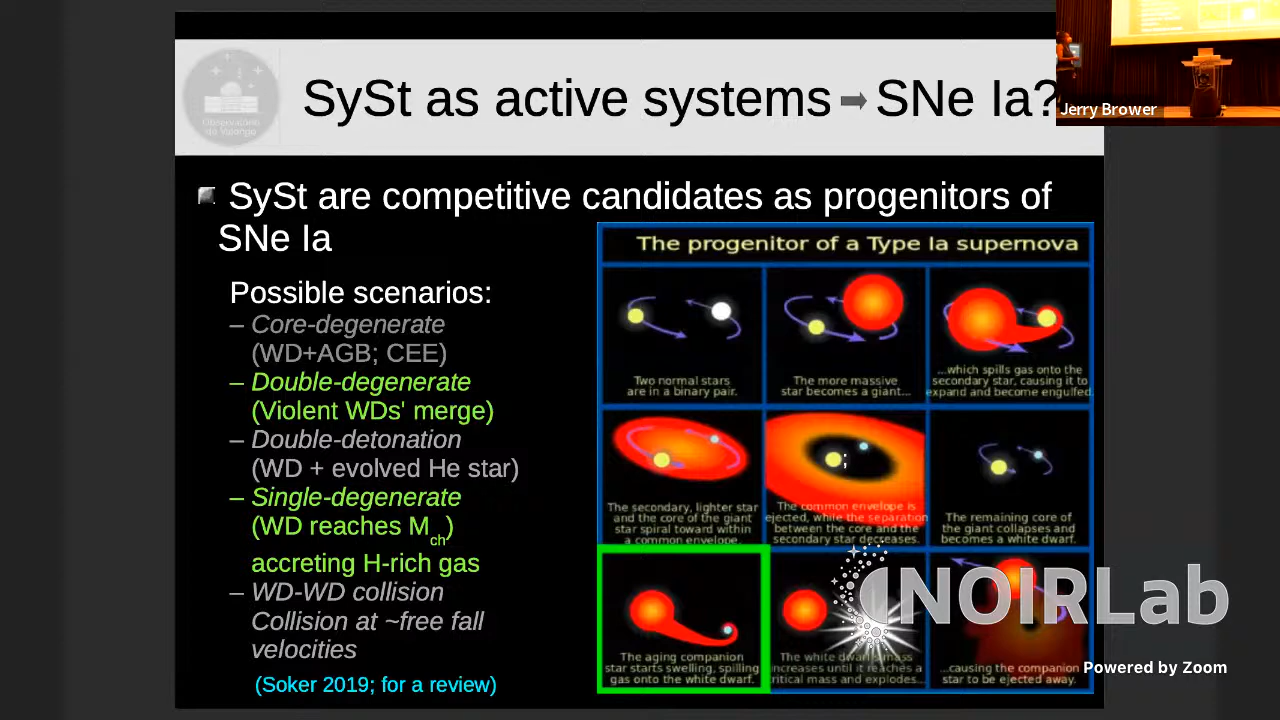 Observatório
do Valongo
SySt as active systems ➡ SNe Ia?
Jerry Brower
SySt are competitive candidates as progenitors of
SNe Ia
Possible scenarios:
– Core-degenerate
(WD+AGB; CEE)
– Double-degenerate
(Violent WDs' merge)
– Double-detonation
(WD + evolved He star)
– Single-degenerate
(WD reaches Mch)
accreting H-rich gas
– WD-WD collision
Collision at ~free fall
velocities
(Soker 2019; for a review)
The progenitor of a Type Ia supernova
Two normal stars
are in a binary pair.
The more massive
star becomes a giant...
...which spills gas onto the
secondary star, causing it to
expand and become engulfed.
The secondary, lighter star
and the core of the giant
star spiral toward within
a common envelope.
;
The common envelope is
ejected, while the separation
between the core and the
secondary star decreases.
The remaining core of
the giant collapses and
becomes a white dwarf.
The aging companion
star starts swelling, spilling
gas onto the white dwarf.
The white dwarf's mass
increases until it reaches a
critical mass and explodes...
...causing the companion
star to be ejected away.
NOIRLab
Powered by Zoom